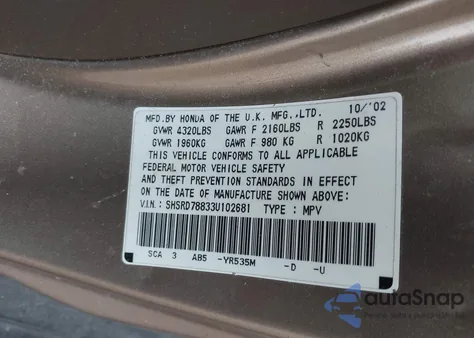 MFD.BY HONDA OF THE U.K. MFG.,LTD. 10/'02
GVWR 4320LBS GAWR F 2160LBS R 2250LBS
GVWR 1960KG GAWR F 980 KG R 1020KG
THIS VEHICLE CONFORMS TO ALL APPLICABLE
FEDERAL MOTOR VEHICLE SAFETY
AND THEFT PREVENTION STANDARDS IN EFFECT
ON THE DATE OF MANUFACTURE SHOWN ABOVE:
V.I.N.: SHSRD78833U102681 TYPE : MPV
SCA 3 AB5 -YR535M -D -U
autoSnap